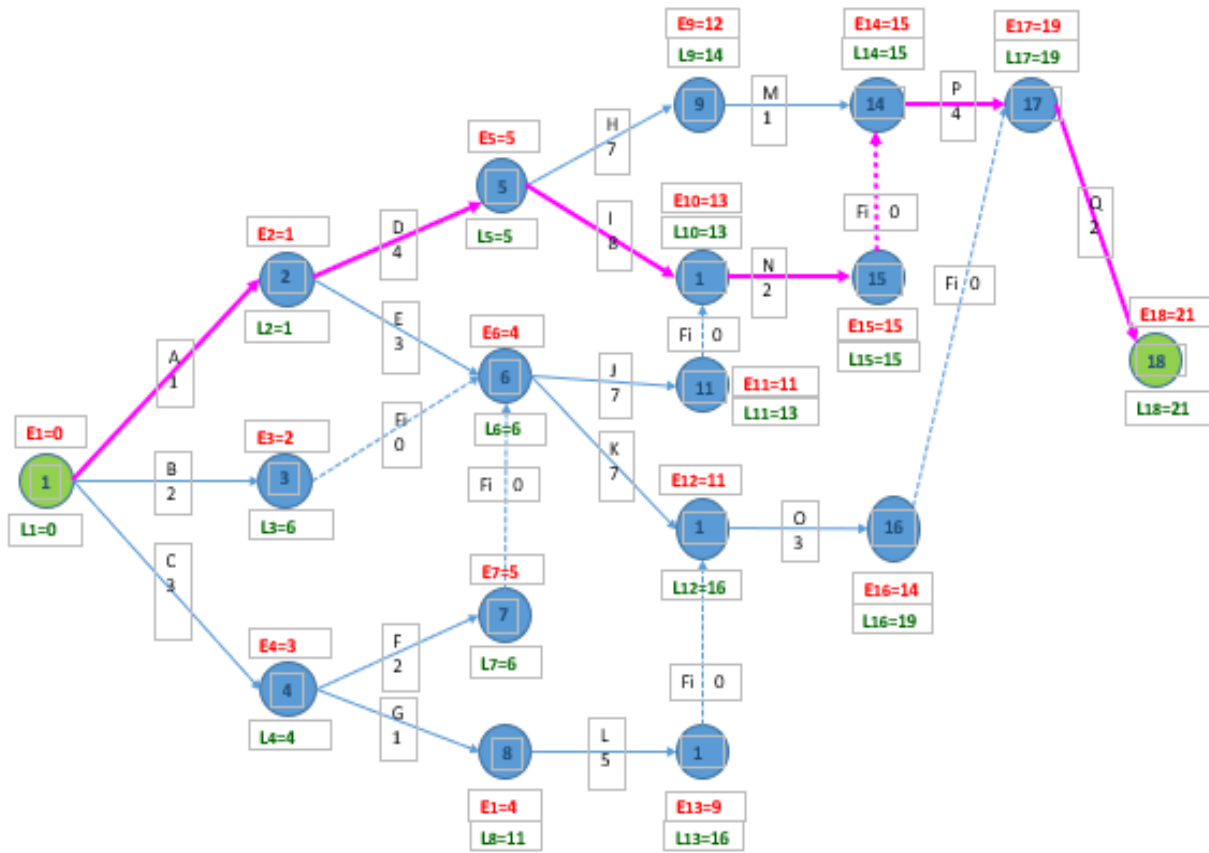 E9=12
L9=14
E14=15
L14=15
E17=19
L17=19
9
M
1
14
P
4
17
H
7
E5=5
5
L5=5
E10=13
L10=13
I
8
1
N
2
15
Fi 0
Q
2
D
4
E2=1
2
L2=1
E
3
Fi 0
E15=15
L15=15
Fi 0
E18=21
18
L18=21
A
1
E6=4
6
L6=6
J
7
11
E11=11
L11=13
E1=0
1
L1=0
B
2
E3=2
3
L3=6
Fi
0
Fi 0
K
7
E12=11
1
L12=16
O
3
16
E16=14
L16=19
C
3
E7=5
7
L7=6
E4=3
4
L4=4
F
2
G
1
Fi 0
8
L
5
1
E1=4
L8=11
E13=9
L13=16